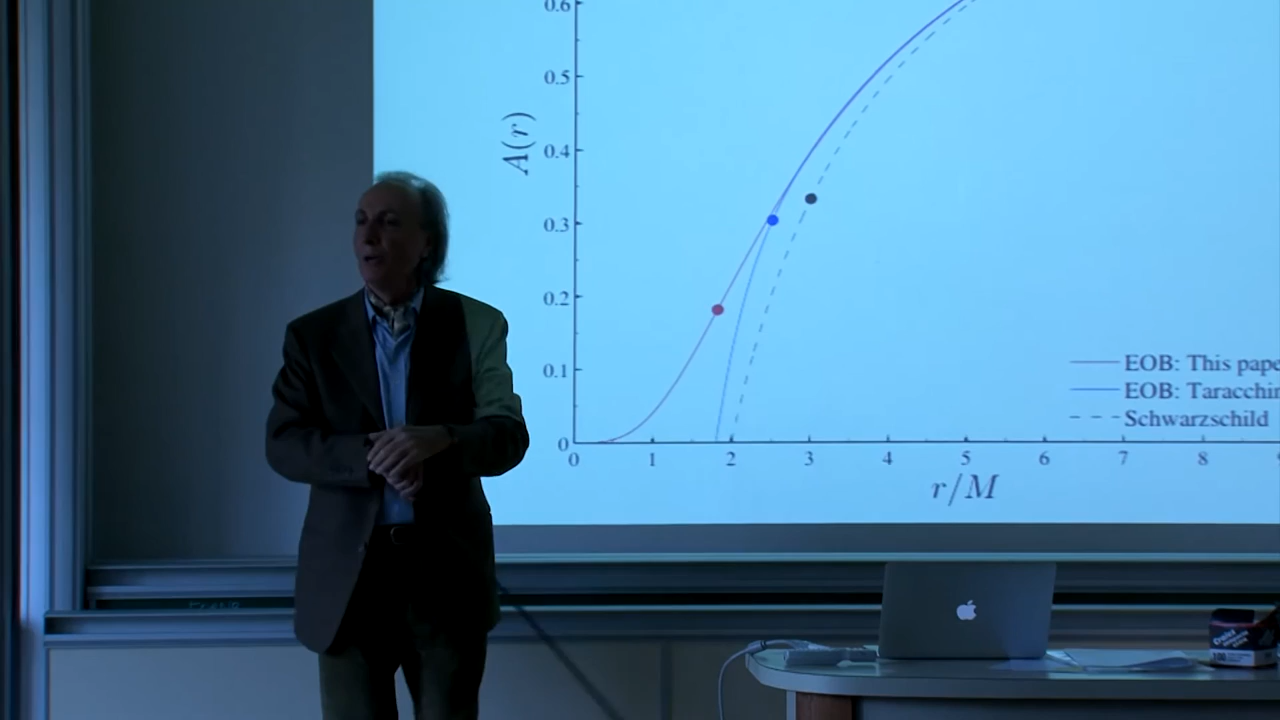 0.6
0.5
0.4
0.3
0.2
0.1
0
A(r)
0 1 2 3 4 5 6 7 8
r/M
EOB: This pape
EOB: Taracchin
Schwarzschild
100